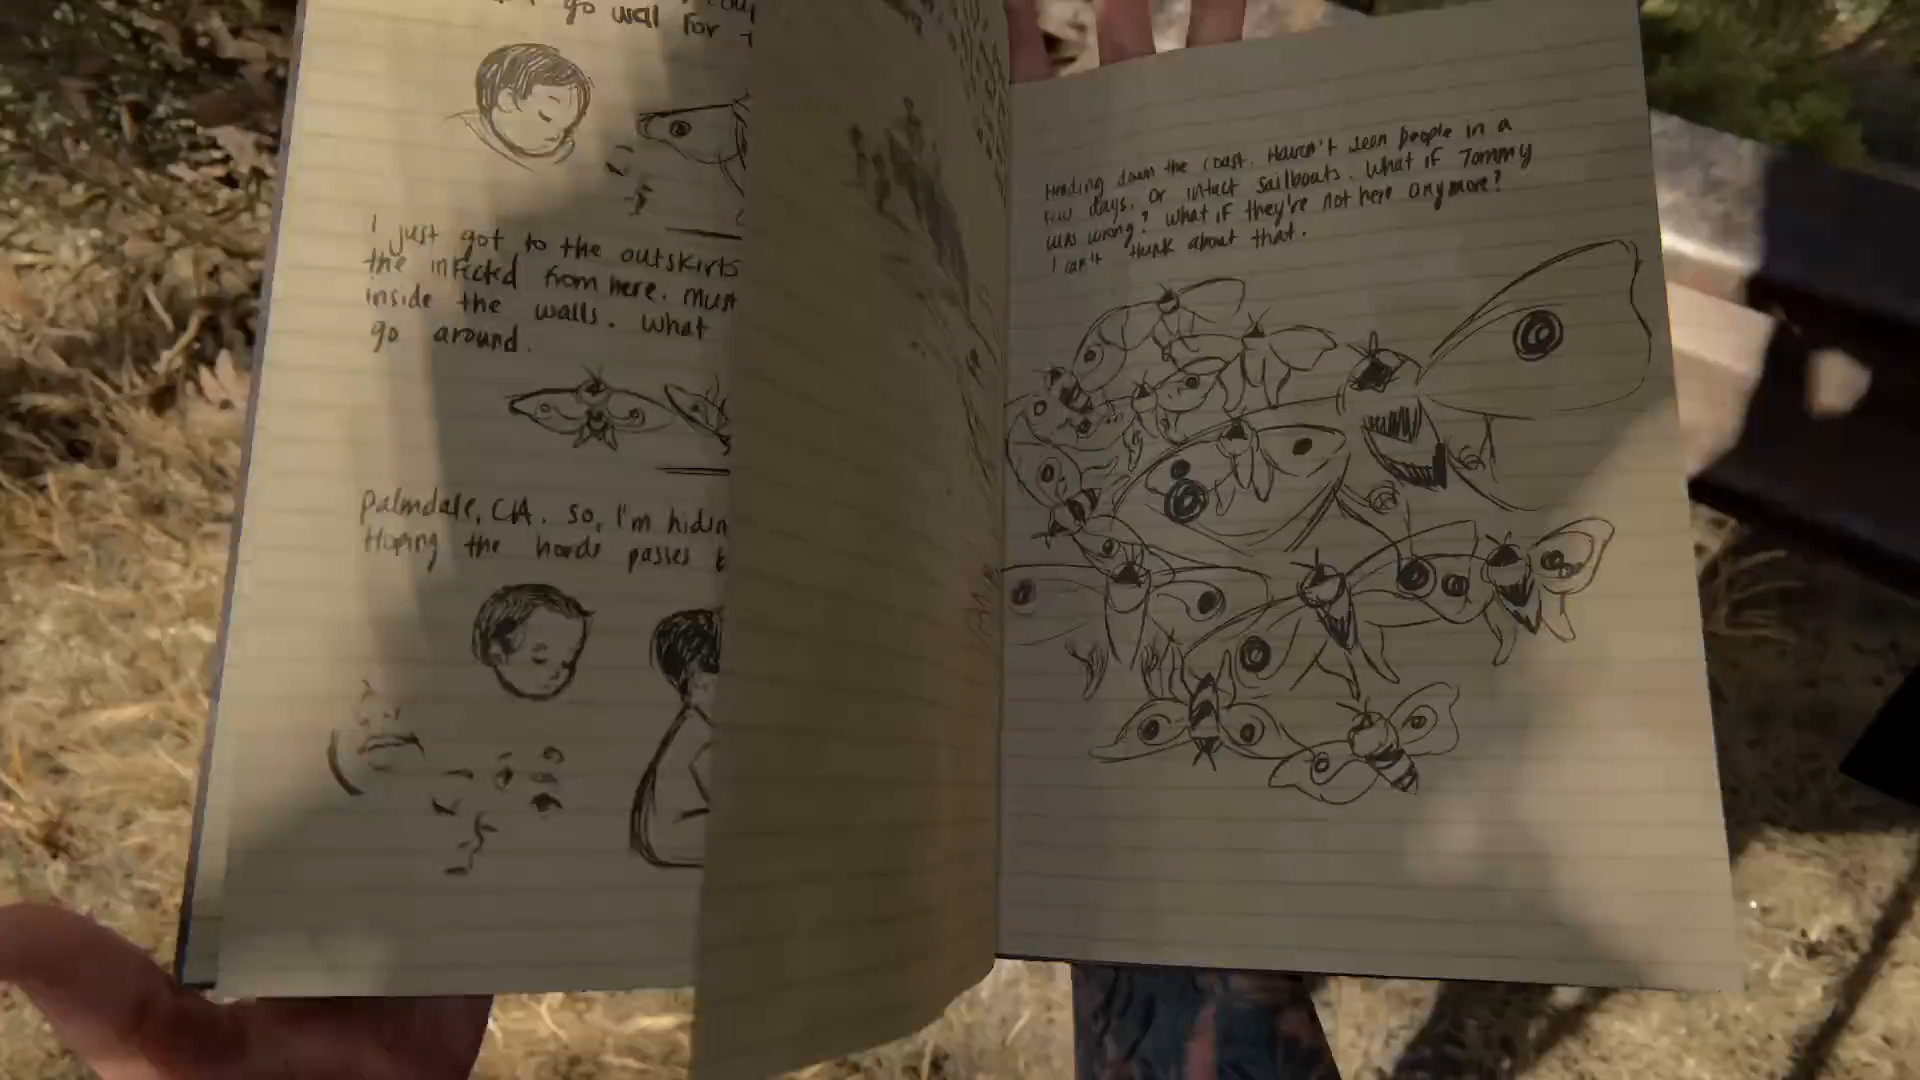 go wal for
I just got to the outskirts
the infected from here. Must
inside the walls. What
go around.
Palmdale, CA. So, I'm hidin
Hoping the horde passes
Heading down the coast. Haven't seen people in a
few days. Or intact sailboats. What if Tommy
was wrong? What if they're not here anymore?
I can't think about that.